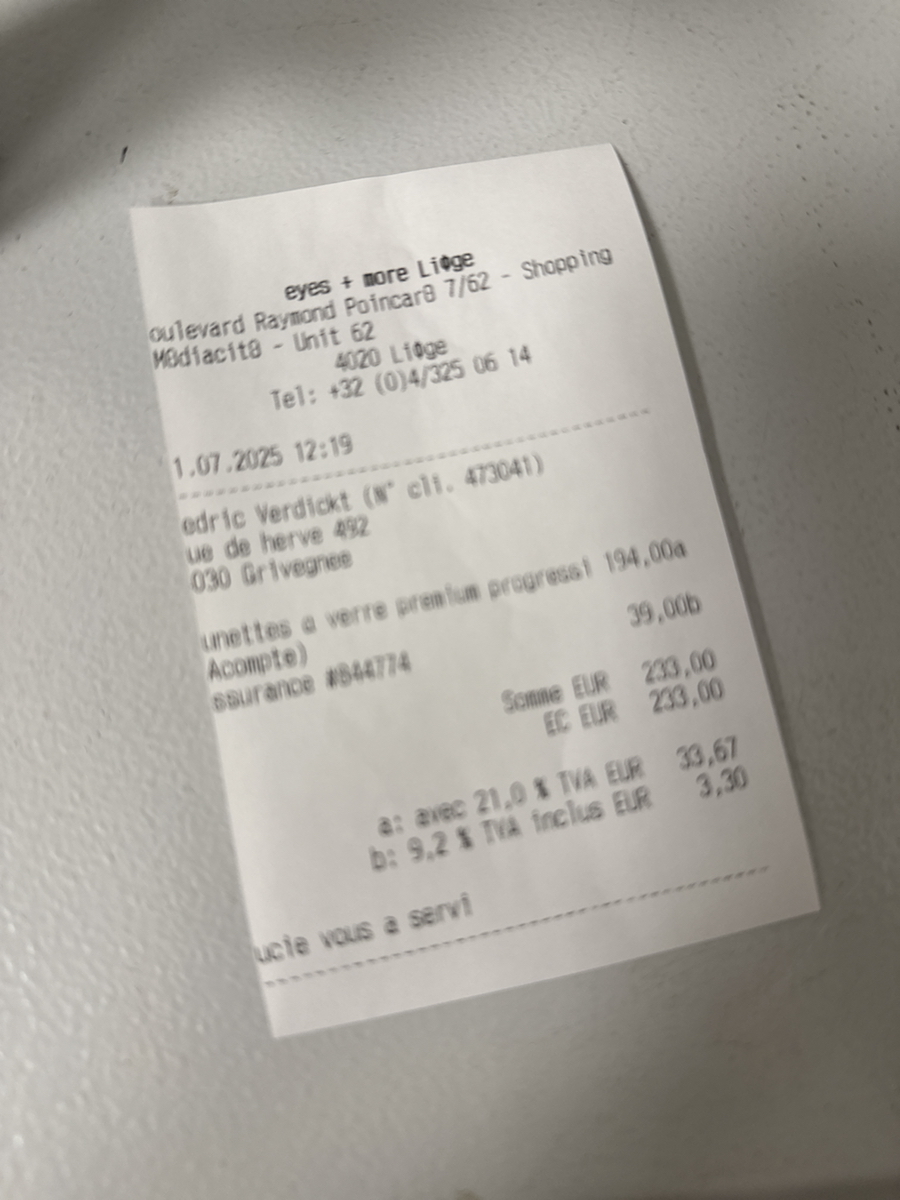 eyes + more Li¢ge
oulevard Raymond Poincar8 7/62 - Shopping
M8diacit8 - Unit 62
4020 Li¢ge
Tel: +32 (0)4/325 06 14
1.07.2025 12:19
edric Verdickt (N° cli. 473041)
ue de herve 492
030 Grivegnee
unettes a verre premium progressi 194,00a
Acompte)
39,00b
ssurance #844774
Somme EUR 233,00
EC EUR 233,00
a: avec 21,0 % TVA EUR 33,67
b: 9,2 % TVA inclus EUR 3,30
ucie vous a servi